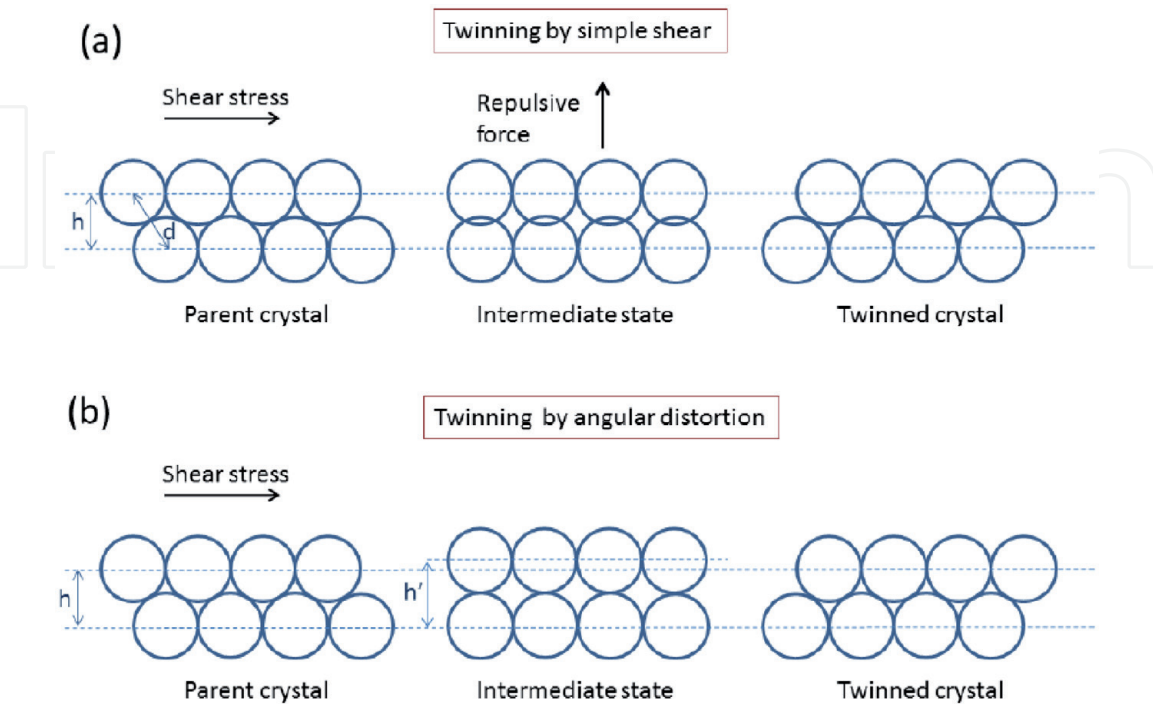 (a)
Twinning by simple shear
Shear stress
Repulsive
force
h
d
Parent crystal
Intermediate state
Twinned crystal
(b)
Twinning by angular distortion
Shear stress
h
h'
Parent crystal
Intermediate state
Twinned crystal